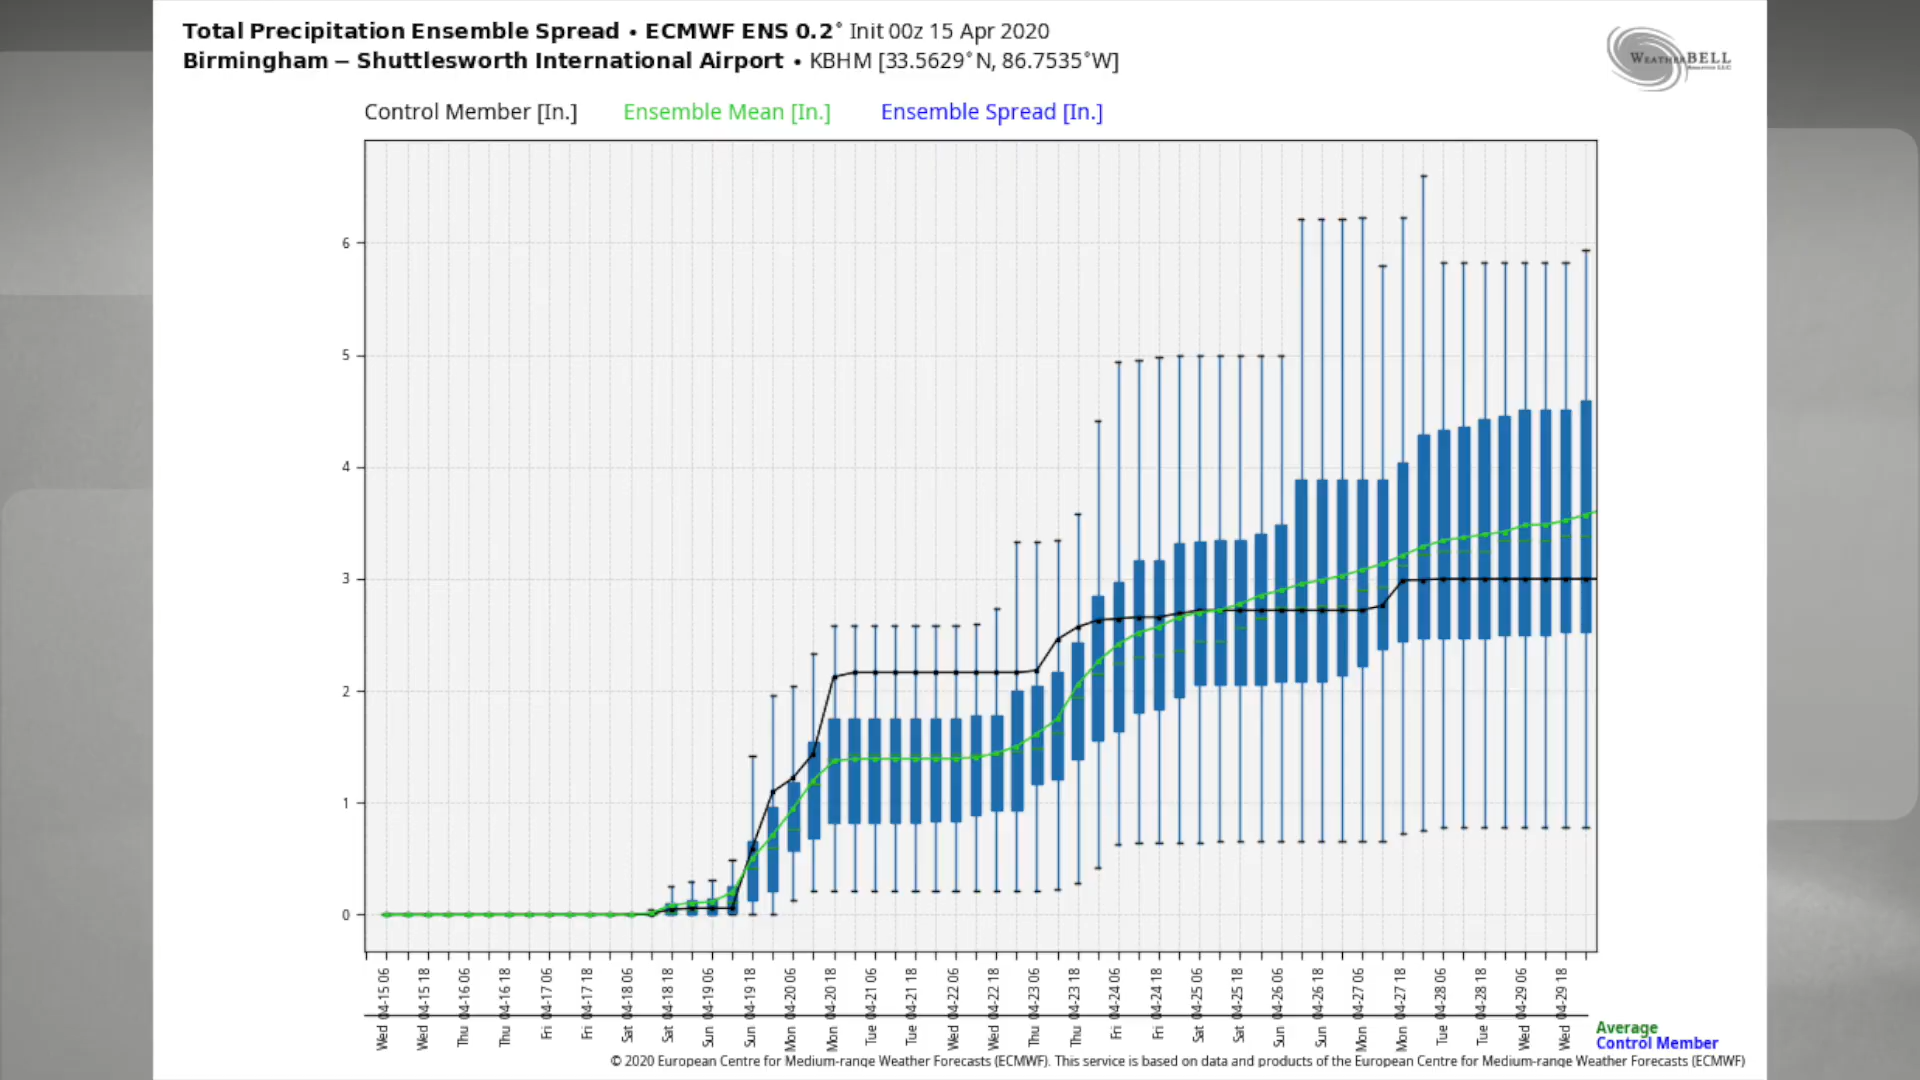 Total Precipitation Ensemble Spread • ECMWF ENS 0.2° Init 00z 15 Apr 2020
Birmingham – Shuttlesworth International Airport • KBHM [33.5629°N, 86.7535°W]
WEATHERBELL
Control Member [In.] Ensemble Mean [In.] Ensemble Spread [In.]
6
5
4
3
2
1
0
Wed 04-15 06
Wed 04-15 18
Thu 04-16 06
Thu 04-16 18
Fri 04-17 06
Fri 04-17 18
Sat 04-18 06
Sat 04-18 18
Sun 04-19 06
Sun 04-19 18
Mon 04-20 06
Mon 04-20 18
Tue 04-21 06
Tue 04-21 18
Wed 04-22 06
Wed 04-22 18
Thu 04-23 06
Thu 04-23 18
Fri 04-24 06
Fri 04-24 18
Sat 04-25 06
Sat 04-25 18
Sun 04-26 06
Sun 04-26 18
Mon 04-27 06
Mon 04-27 18
Tue 04-28 06
Tue 04-28 18
Wed 04-29 06
Wed 04-29 18
Average
Control Member
© 2020 European Centre for Medium-range Weather Forecasts (ECMWF). This service is based on data and products of the European Centre for Medium-range Weather Forecasts (ECMWF)